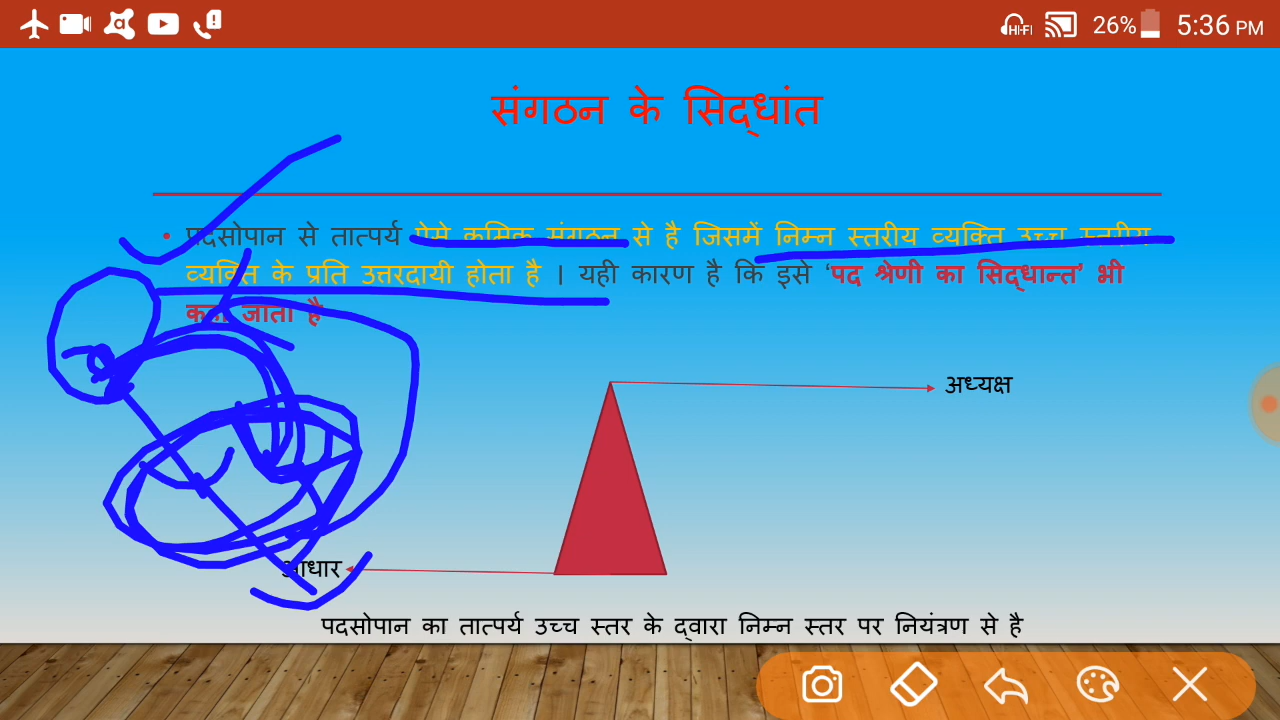 26% 5:36 PM
संगठन के सिद्धांत
• पदसोपान से तात्पर्य ऐसे क्रमिक संगठन से है जिसमें निम्न स्तरीय व्यक्ति उच्च स्तरीय
व्यक्ति के प्रति उत्तरदायी होता है । यही कारण है कि इसे ‘पद श्रेणी का सिद्धान्त’ भी
कहा जाता है
अध्यक्ष
आधार
पदसोपान का तात्पर्य उच्च स्तर के द्वारा निम्न स्तर पर नियंत्रण से है